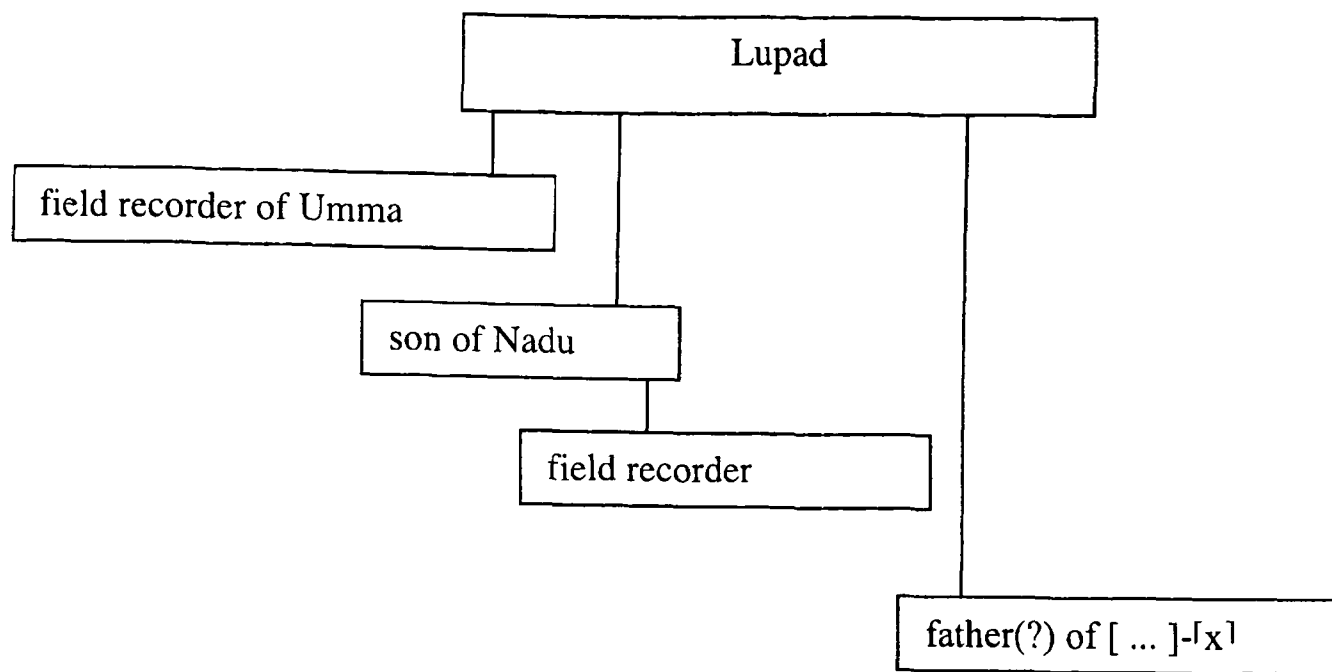 Lupad
field recorder of Umma
son of Nadu
field recorder
father(?) of [ ... ]-⌈x⌉